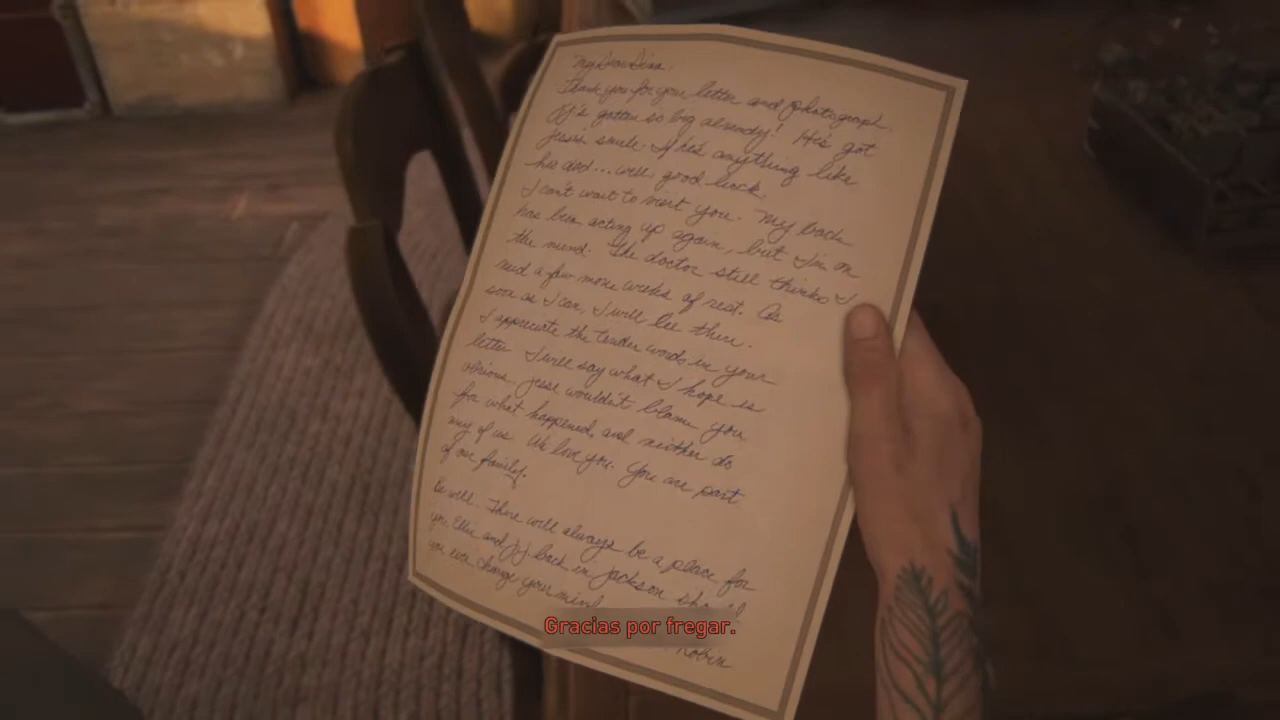 My Dear Dina,
Thank you for your letter and photograph.
JJ's gotten so big already! He's got
Jesse's smile. If he's anything like
his dad...well, good luck.
I can't wait to visit you. My back
has been acting up again, but I'm on
the mend. The doctor still thinks I
need a few more weeks of rest. As
soon as I can, I will be there.
I appreciate the tender words in your
letter. I will say what I hope is
obvious. Jesse wouldn't blame you
for what happened, and neither do
any of us. We love you. You are part
of our family.
Be well. There will always be a place for
you, Ellie and JJ back in Jackson should
you ever change your mind.
Gracias por fregar.
Robin